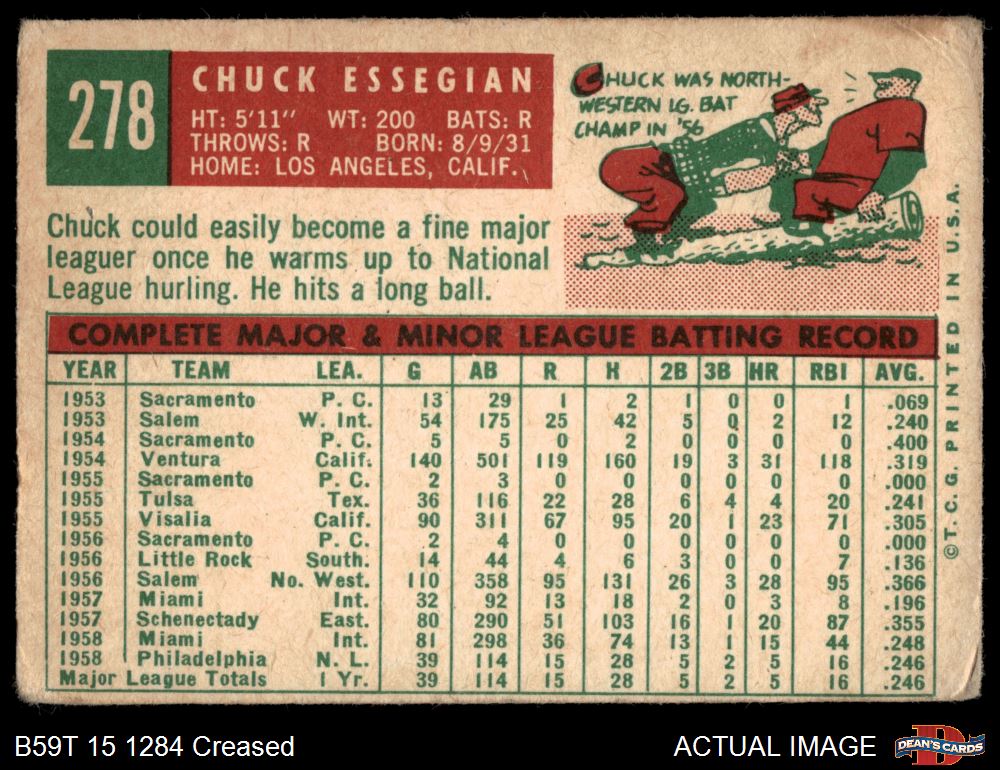 278
CHUCK ESSEGIAN
HT: 5'11" WT: 200 BATS: R
THROWS: R BORN: 8/9/31
HOME: LOS ANGELES, CALIF.
CHUCK WAS NORTH-
WESTERN LG. BAT
CHAMP IN '56
Chuck could easily become a fine major
leaguer once he warms up to National
League hurling. He hits a long ball.
COMPLETE MAJOR & MINOR LEAGUE BATTING RECORD
YEAR TEAM LEA. G AB R H 2B 3B HR RBI AVG.
1953 Sacramento P. C. 13 29 1 2 1 0 0 1 .069
1953 Salem W. Int. 54 175 25 42 5 0 2 12 .240
1954 Sacramento P. C. 5 5 0 2 0 0 0 0 .400
1954 Ventura Calif. 140 501 119 160 19 3 31 118 .319
1955 Sacramento P. C. 2 3 0 0 0 0 0 0 .000
1955 Tulsa Tex. 36 116 22 28 6 4 4 20 .241
1955 Visalia Calif. 90 311 67 95 20 1 23 71 .305
1956 Sacramento P. C. 2 4 0 0 0 0 0 0 .000
1956 Little Rock South. 14 44 4 6 3 0 0 7 .136
1956 Salem No. West. 110 358 95 131 26 3 28 95 .366
1957 Miami Int. 32 92 13 18 2 0 3 8 .196
1957 Schenectady East. 80 290 51 103 16 1 20 87 .355
1958 Miami Int. 81 298 36 74 13 1 15 44 .248
1958 Philadelphia N. L. 39 114 15 28 5 2 5 16 .246
Major League Totals 1 Yr. 39 114 15 28 5 2 5 16 .246
©T. C. G. PRINTED IN U.S.A.
B59T 15 1284 Creased
ACTUAL IMAGE
DEAN'S CARDS